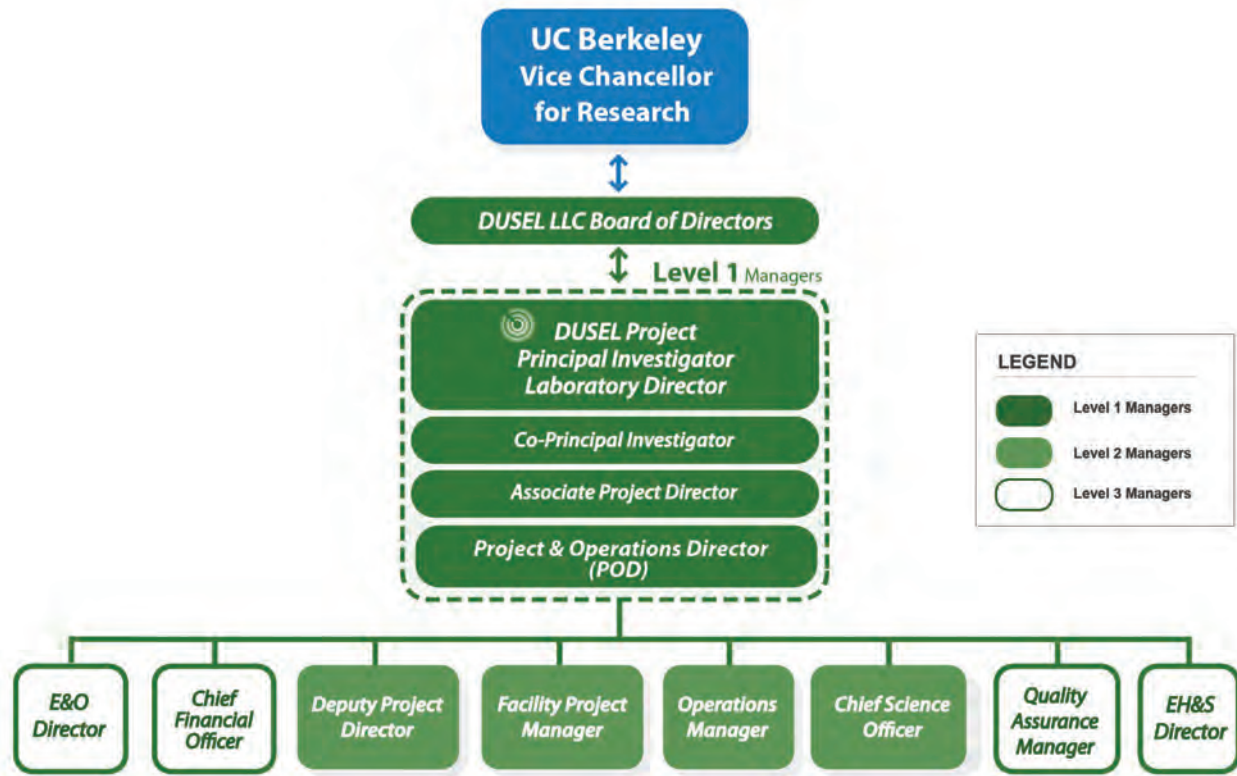 UC Berkeley
Vice Chancellor
for Research
DUSEL LLC Board of Directors
Level 1 Managers
DUSEL Project
Principal Investigator
Laboratory Director
Co-Principal Investigator
Associate Project Director
Project & Operations Director
(POD)
LEGEND
Level 1 Managers
Level 2 Managers
Level 3 Managers
E&O
Director
Chief
Financial
Officer
Deputy Project
Director
Facility Project
Manager
Operations
Manager
Chief Science
Officer
Quality
Assurance
Manager
EH&S
Director